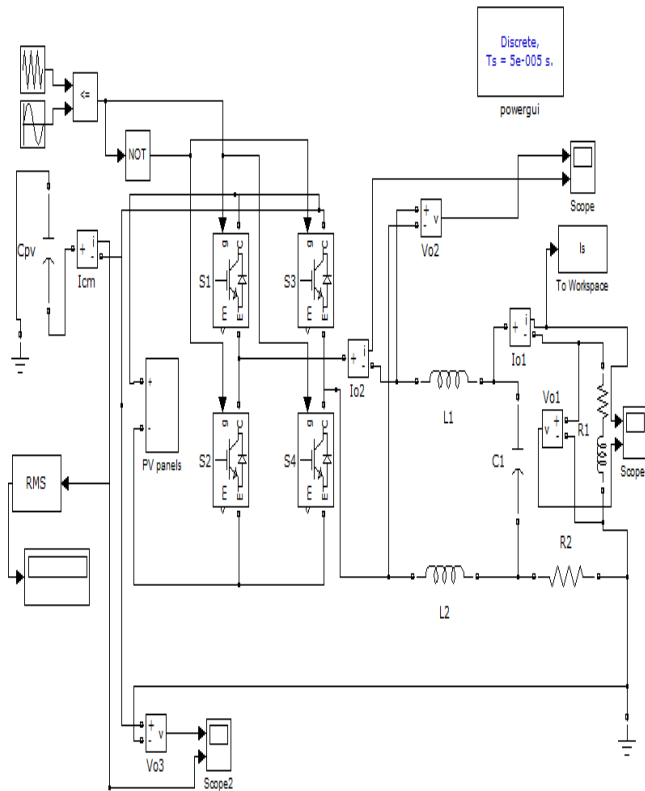 Discrete,
Ts = 5e-005 s.
powergui
<=
NOT
Scope
Cpv
+ i
-
Icm
g C
S1
E
g C
S3
E
+ v
-
Vo2
Is
To Workspace
+ i
-
Io1
+ i
-
Io2
L1
+
-
PV panels
g C
S2
E
g C
S4
E
Vo1
v +
-
R1
Scope
C1
RMS
R2
L2
+
- v
Vo3
Scope2